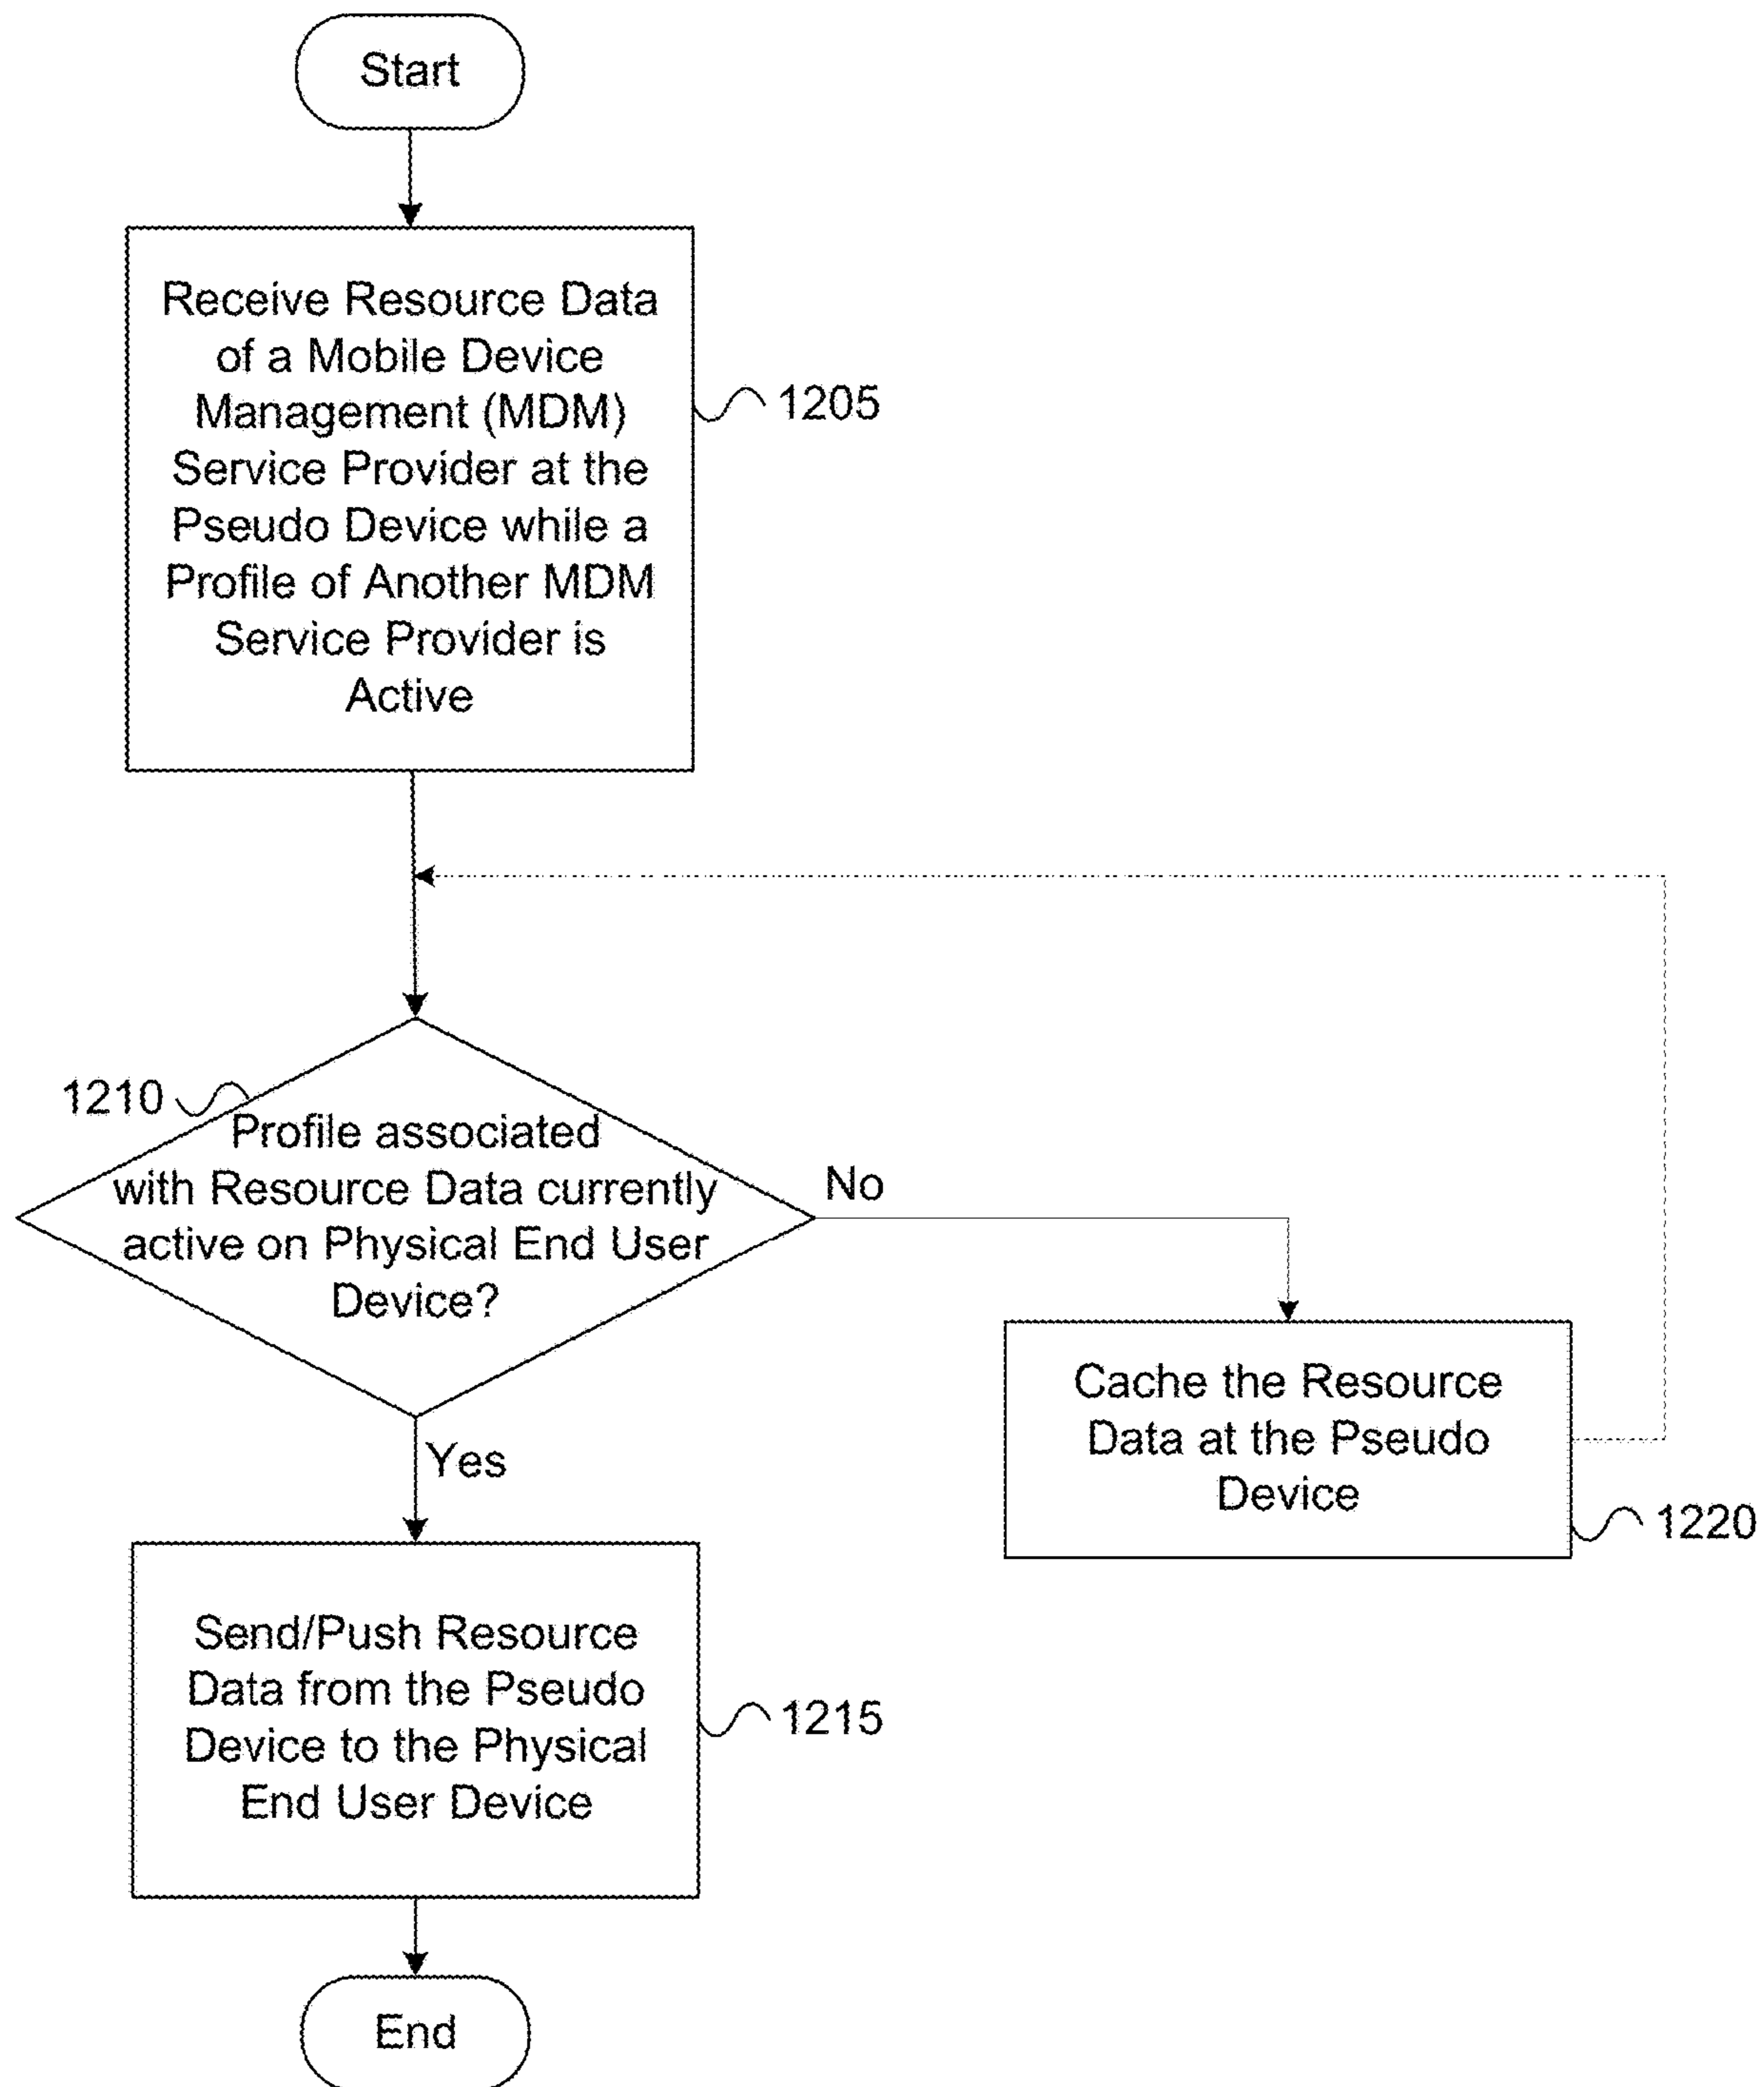 Start
Receive Resource Data
of a Mobile Device
Management (MDM)
Service Provider at the
Pseudo Device while a
Profile of Another MDM
Service Provider is
Active
1205
1210
Profile associated
with Resource Data currently
active on Physical End User
Device?
No
Yes
Cache the Resource
Data at the Pseudo
Device
1220
Send/Push Resource
Data from the Pseudo
Device to the Physical
End User Device
1215
End